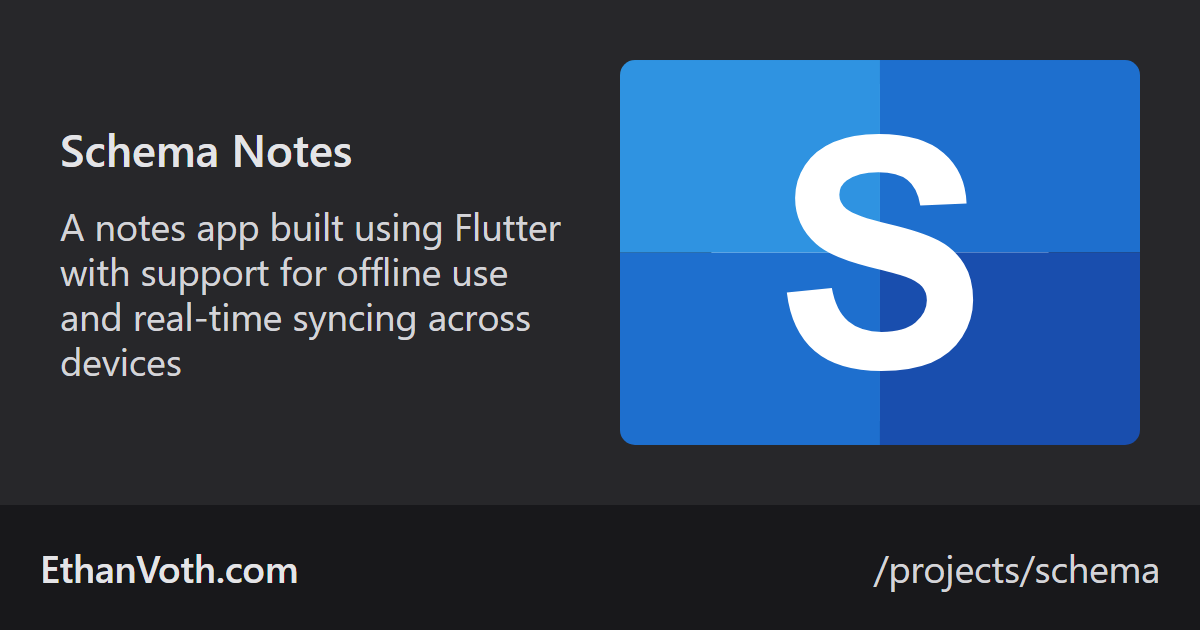 Schema Notes
A notes app built using Flutter
with support for offline use
and real-time syncing across
devices
S
EthanVoth.com
/projects/schema